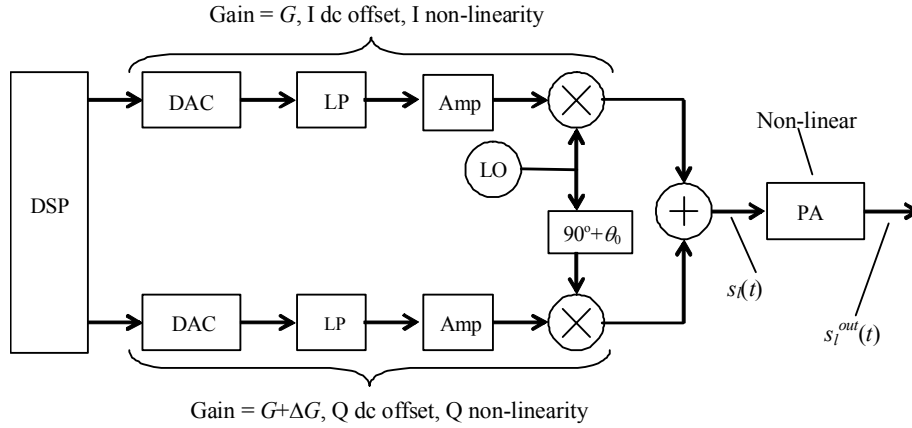 Gain = G, I dc offset, I non-linearity
DAC
LP
Amp
Non-linear
LO
DSP
PA
90º+θ₀
sₗ(t)
DAC
LP
Amp
sₗᵒᵘᵗ(t)
Gain = G+ΔG, Q dc offset, Q non-linearity